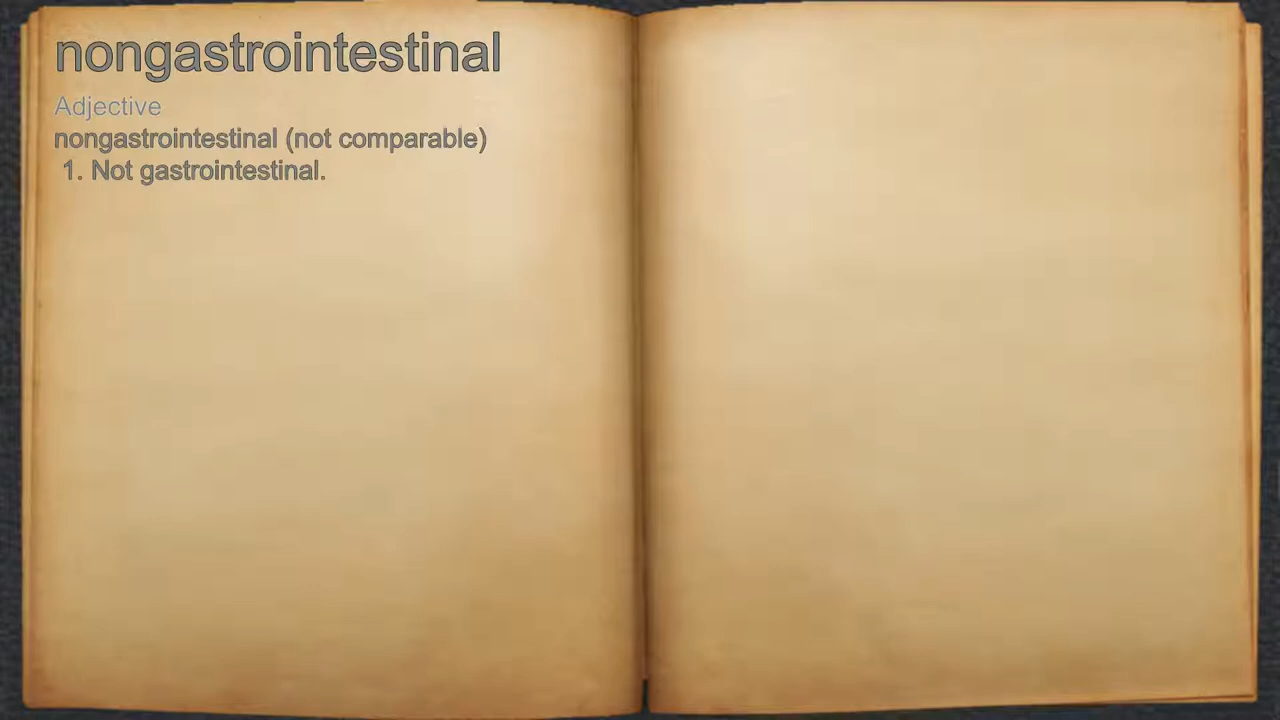 nongastrointestinal
Adjective
nongastrointestinal (not comparable)
1. Not gastrointestinal.